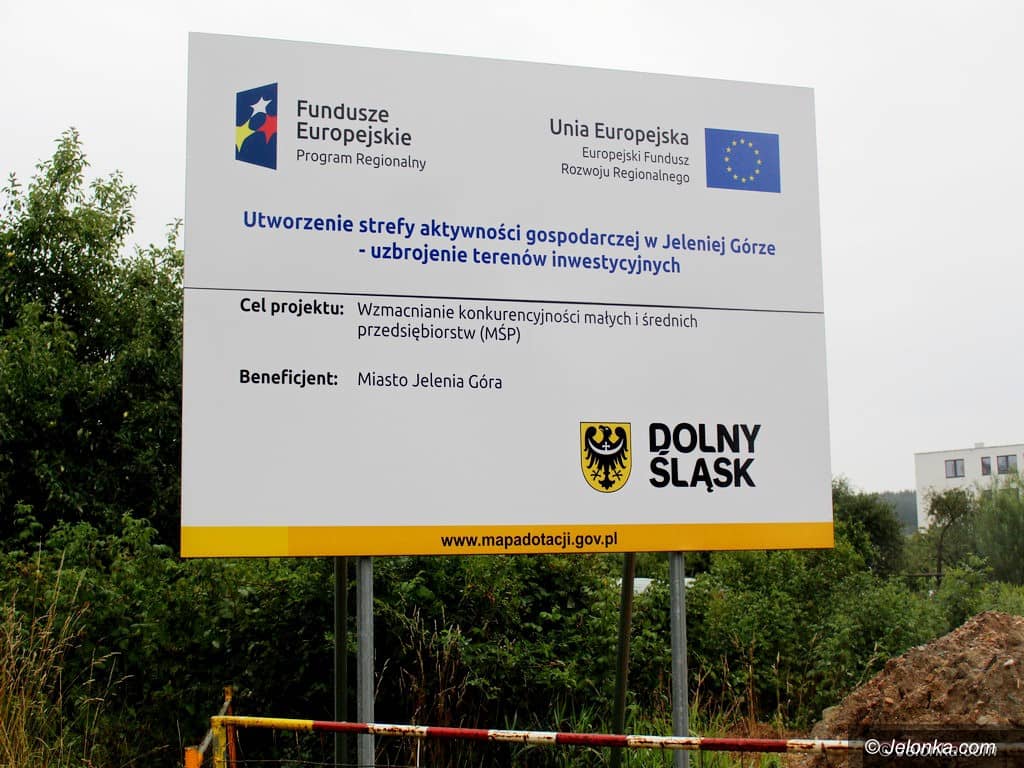 Fundusze
Europejskie
Program Regionalny
Unia Europejska
Europejski Fundusz
Rozwoju Regionalnego
Utworzenie strefy aktywności gospodarczej w Jeleniej Górze
- uzbrojenie terenów inwestycyjnych
Cel projektu: Wzmacnianie konkurencyjności małych i średnich
przedsiębiorstw (MŚP)
Beneficjent: Miasto Jelenia Góra
DOLNY
ŚLĄSK
www.mapadotacji.gov.pl
© Jelonka.com